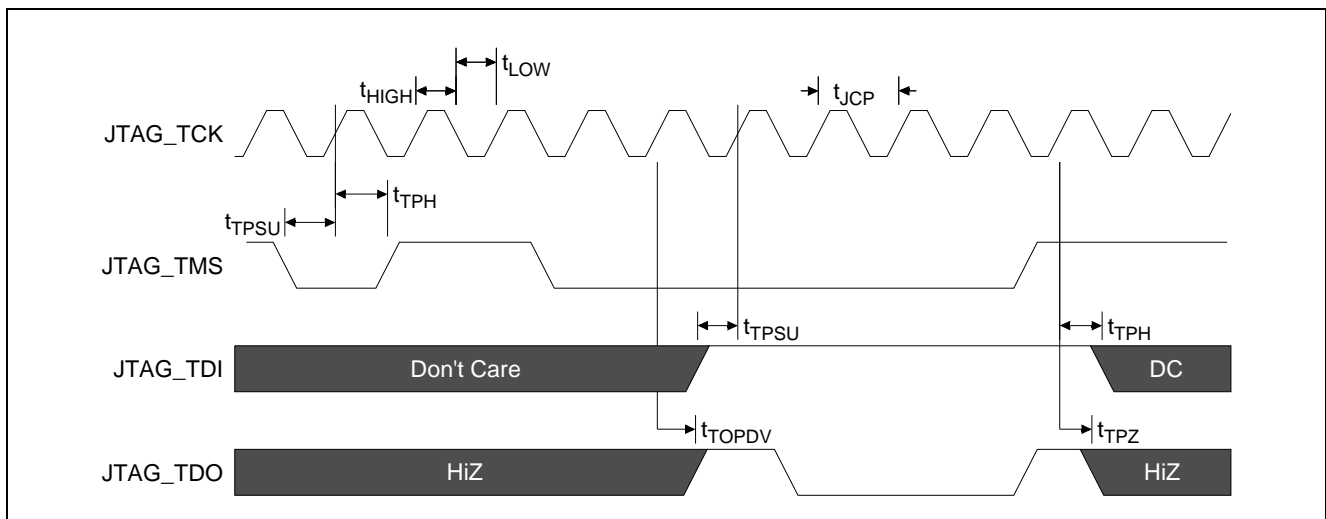 tLOW
tHIGH
tJCP
JTAG_TCK
tTPH
tTPSU
JTAG_TMS
tTPSU
tTPH
JTAG_TDI
Don't Care
DC
tTOPDV
tTPZ
JTAG_TDO
HiZ
HiZ